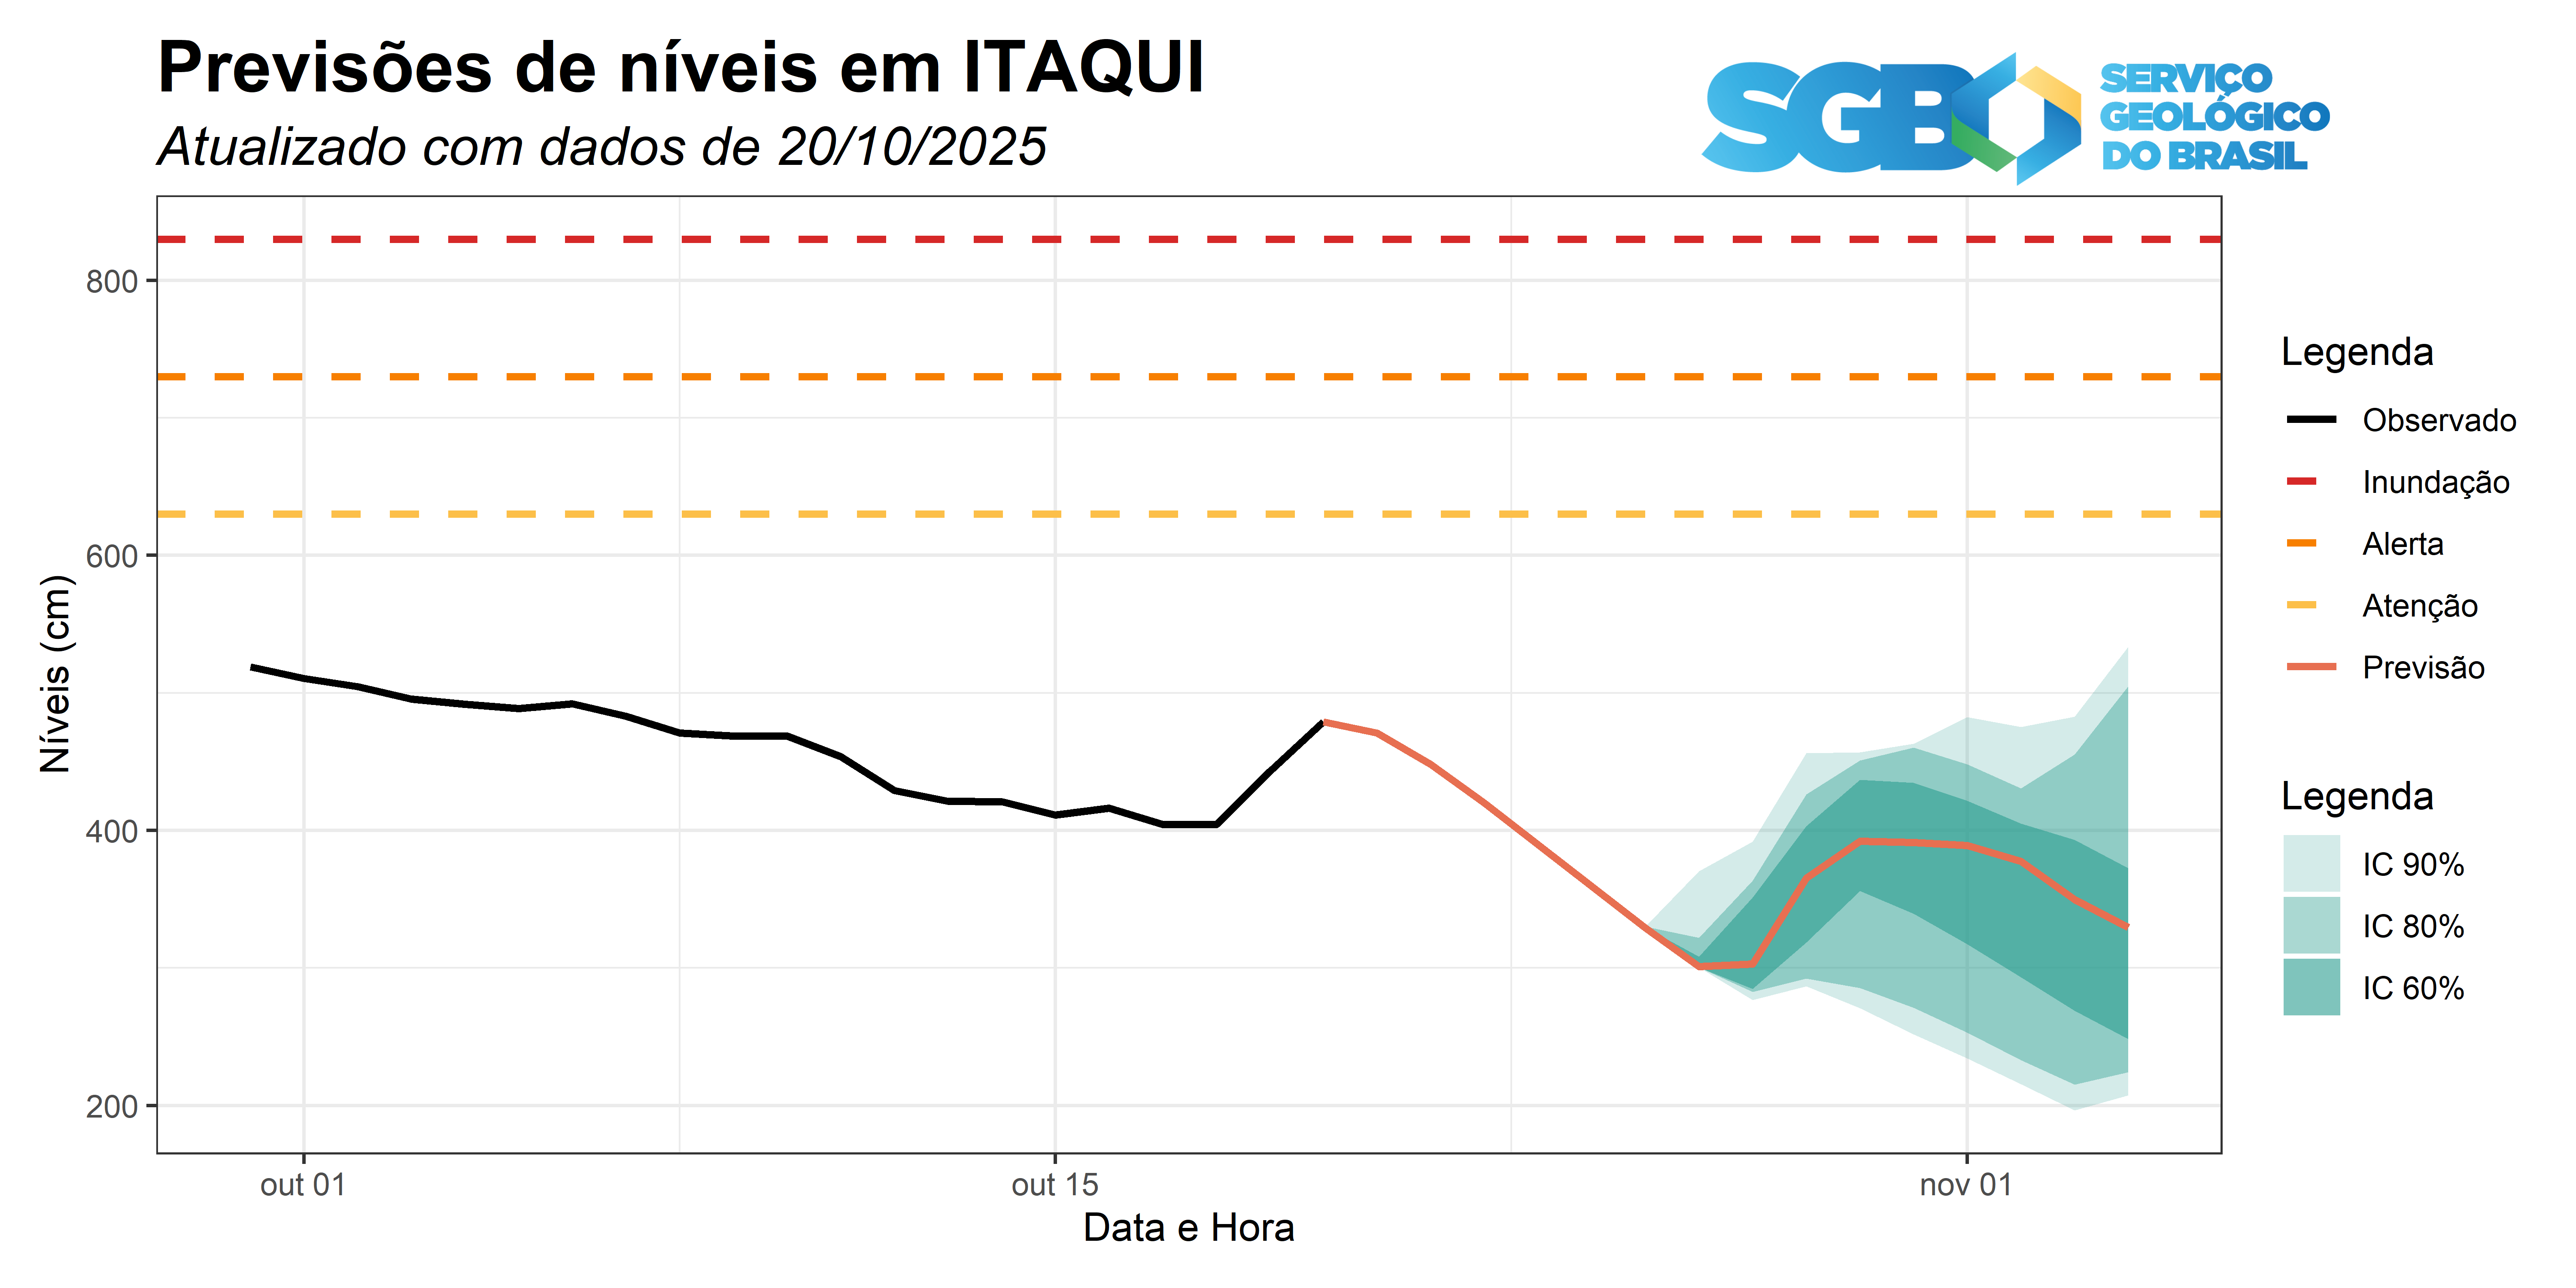 Previsões de níveis em ITAQUI
Atualizado com dados de 20/10/2025
SGB
SERVIÇO
GEOLÓGICO
DO BRASIL
Níveis (cm)
800
600
400
200
out 01
out 15
nov 01
Data e Hora
Legenda
Observado
Inundação
Alerta
Atenção
Previsão
Legenda
IC 90%
IC 80%
IC 60%